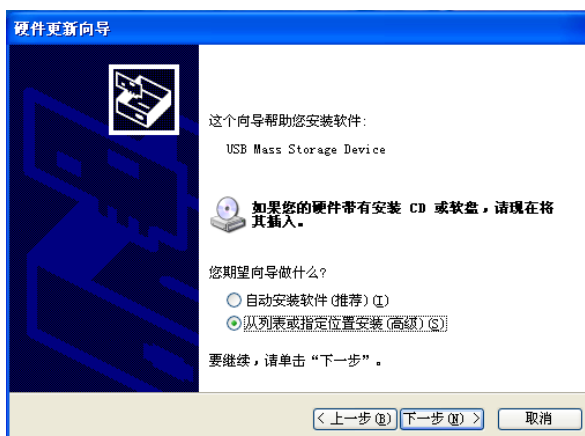 硬件更新向导
这个向导帮助您安装软件:
USB Mass Storage Device
如果您的硬件带有安装 CD 或软盘，请现在将
其插入。
您期望向导做什么?
自动安装软件(推荐)(I)
从列表或指定位置安装(高级)(S)
要继续，请单击“下一步”。
<上一步(B) 下一步(N)> 取消